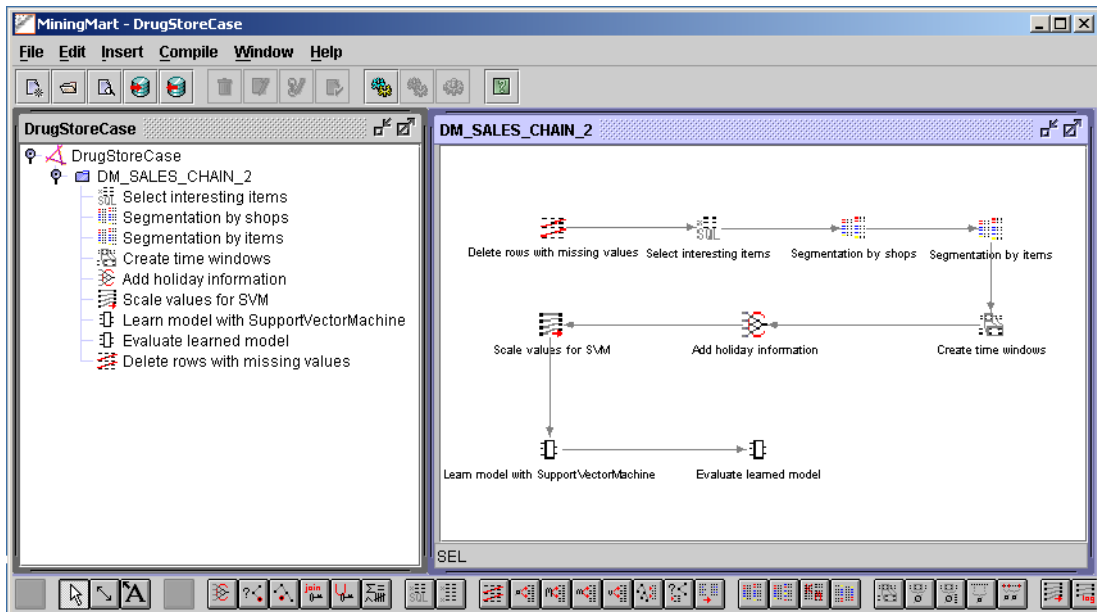 MiningMart - DrugStoreCase
File Edit Insert Compile Window Help
DrugStoreCase
DrugStoreCase
DM_SALES_CHAIN_2
Select interesting items
Segmentation by shops
Segmentation by items
Create time windows
Add holiday information
Scale values for SVM
Learn model with SupportVectorMachine
Evaluate learned model
Delete rows with missing values
DM_SALES_CHAIN_2
Delete rows with missing values Select interesting items Segmentation by shops Segmentation by items
Scale values for SVM Add holiday information Create time windows
Learn model with SupportVectorMachine Evaluate learned model
SEL
A join SQL